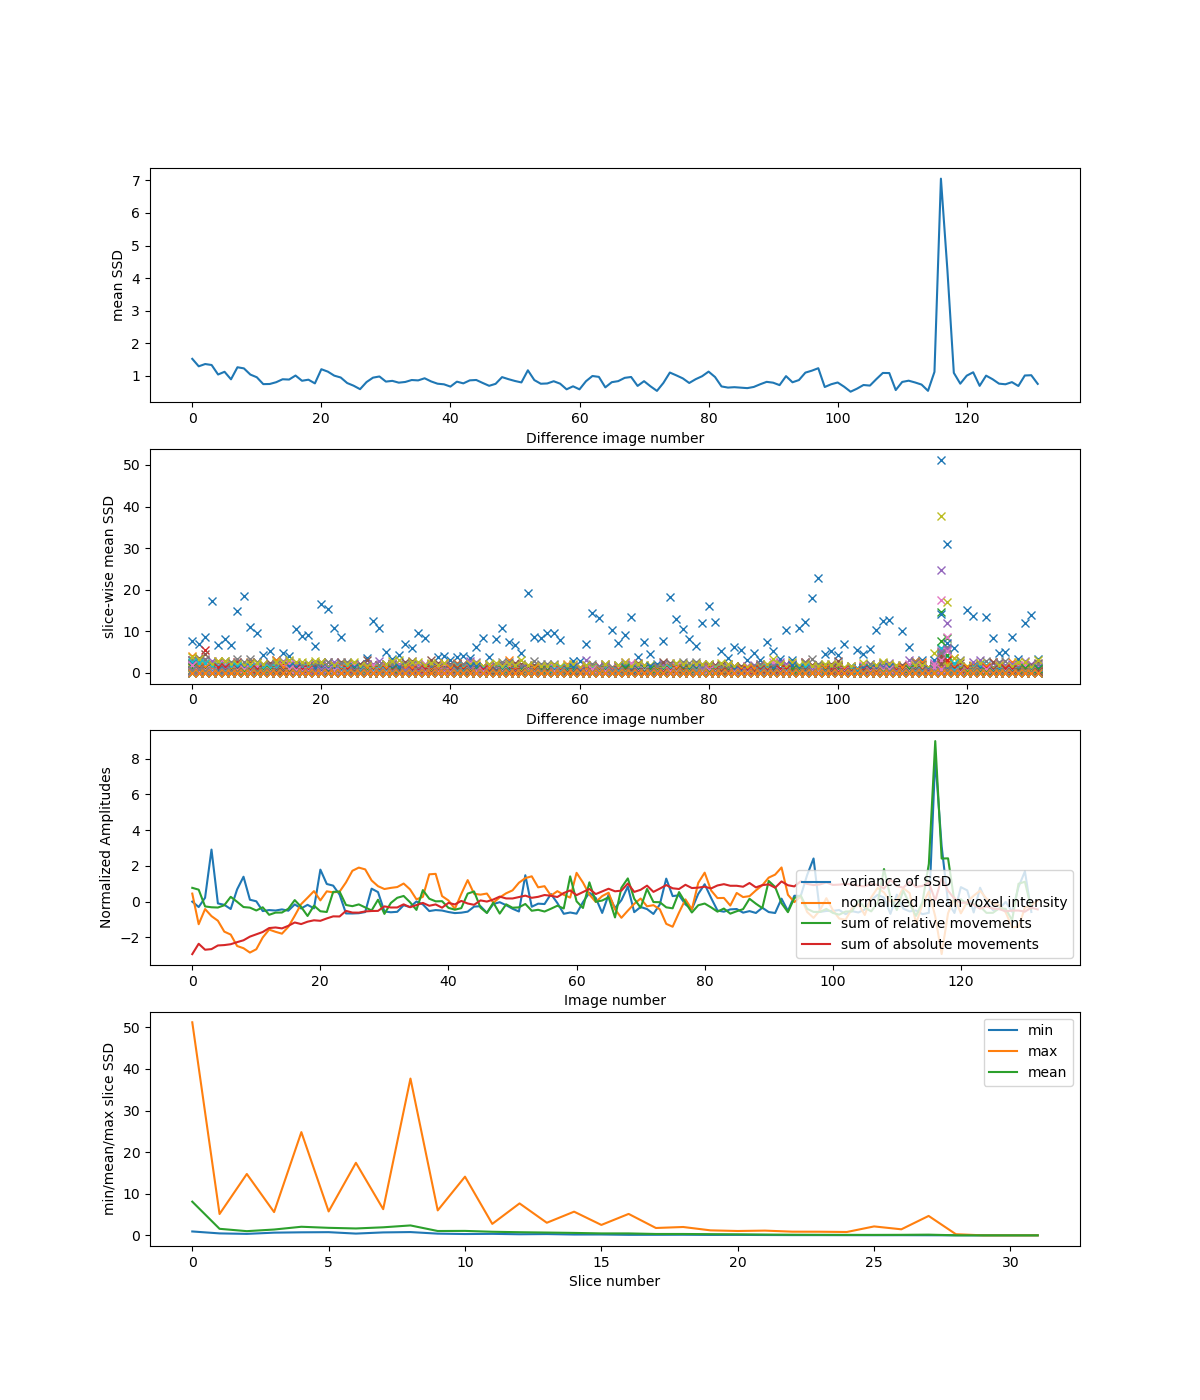 mean SSD
7
6
5
4
3
2
1
0 20 40 60 80 100 120
Difference image number
slice-wise mean SSD
50
40
30
20
10
0
0 20 40 60 80 100 120
Difference image number
Normalized Amplitudes
8
6
4
2
0
−2
variance of SSD
normalized mean voxel intensity
sum of relative movements
sum of absolute movements
0 20 40 60 80 100 120
Image number
min/mean/max slice SSD
50
40
30
20
10
0
min
max
mean
0 5 10 15 20 25 30
Slice number